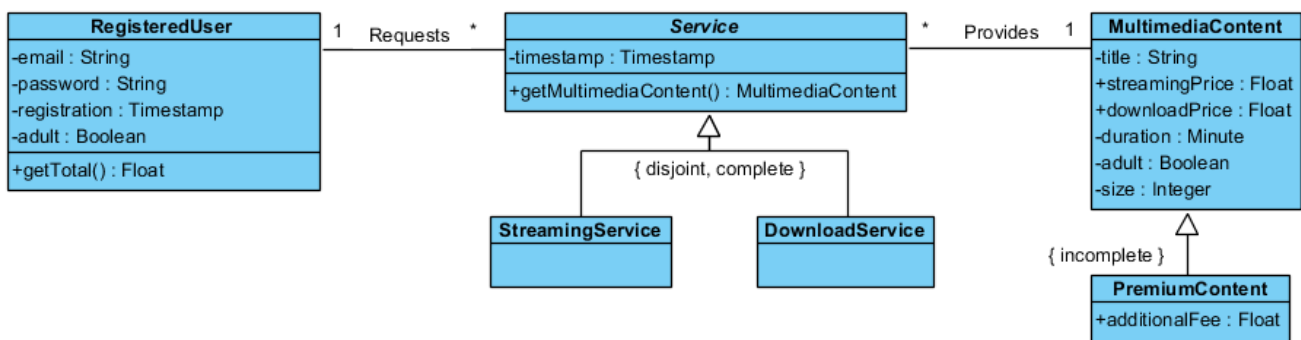 RegisteredUser
-email : String
-password : String
-registration : Timestamp
-adult : Boolean
+getTotal() : Float
1 Requests *
Service
-timestamp : Timestamp
+getMultimediaContent() : MultimediaContent
* Provides 1
MultimediaContent
-title : String
+streamingPrice : Float
+downloadPrice : Float
-duration : Minute
-adult : Boolean
-size : Integer
{ disjoint, complete }
StreamingService
DownloadService
{ incomplete }
PremiumContent
+additionalFee : Float